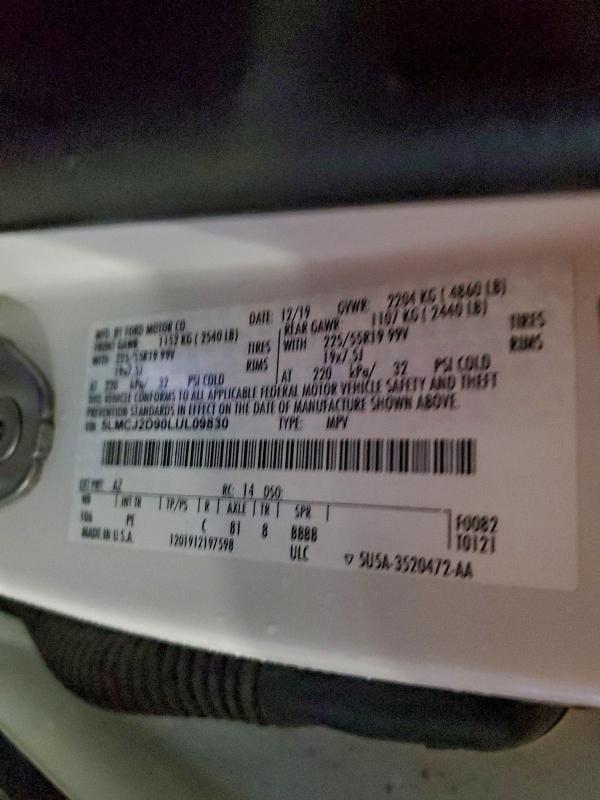 MFD. BY FORD MOTOR CO DATE: 12/19 GVWR: 2204 KG ( 4860 LB)
FRONT GAWR: 1152 KG ( 2540 LB) REAR GAWR: 1107 KG ( 2440 LB)
WITH 225/55R19 99V TIRES WITH 225/55R19 99V TIRES
19x7.5J RIMS 19x7.5J RIMS
AT 220 kPa/ 32 PSI COLD AT 220 kPa/ 32 PSI COLD
THIS VEHICLE CONFORMS TO ALL APPLICABLE FEDERAL MOTOR VEHICLE SAFETY AND THEFT
PREVENTION STANDARDS IN EFFECT ON THE DATE OF MANUFACTURE SHOWN ABOVE.
VIN: 5LMCJ2D90LUL09830 TYPE: MPV
EXT PNT: AZ RC: 14 DSO:
WB INT TR TP/PS R AXLE TR SPR
106 PE C 81 8 BBBB F0082
MADE IN U.S.A. 1201912197598 ULC T0121
▽ 5U5A-3520472-AA